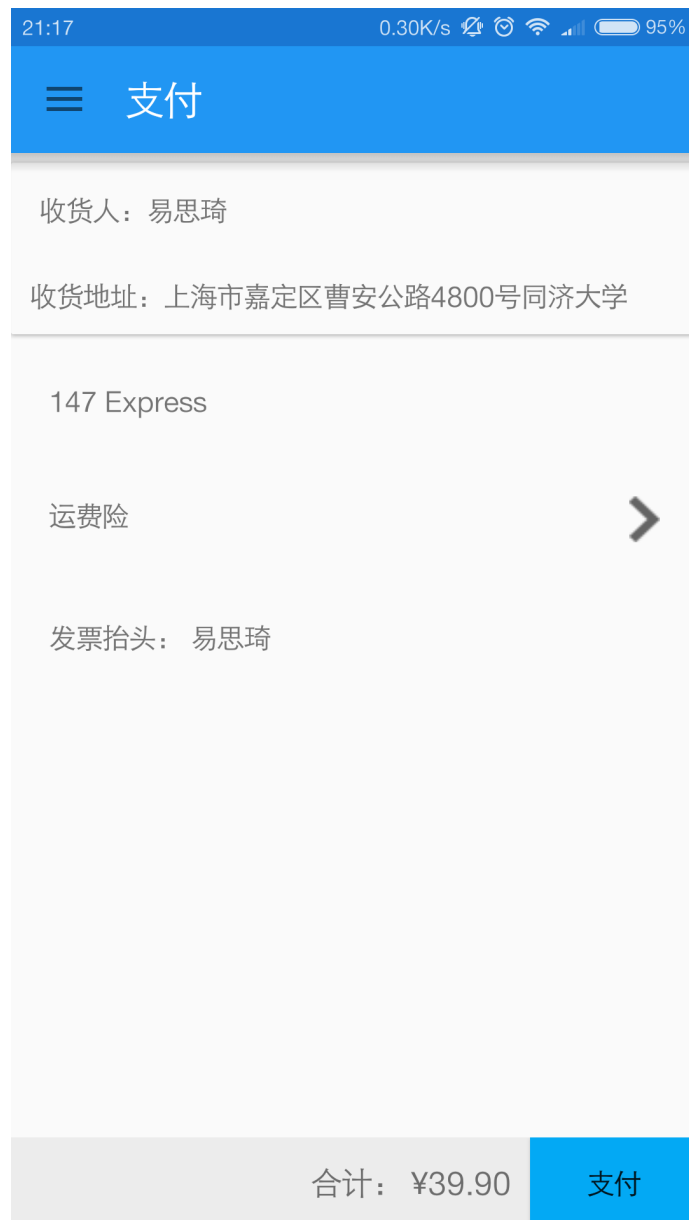 21:17 0.30K/s 95%
支付
收货人：易思琦
收货地址：上海市嘉定区曹安公路4800号同济大学
147 Express
运费险
发票抬头： 易思琦
合计： ¥39.90 支付